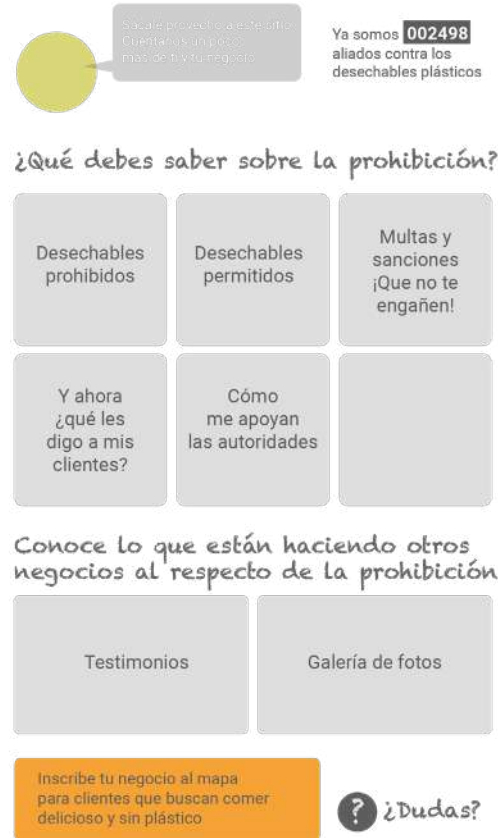 Sácale provecho a este sitio
Cuéntanos un poco
más de ti y tu negocio
Ya somos 002498
aliados contra los
desechables plásticos
¿Qué debes saber sobre la prohibición?
Desechables
prohibidos
Desechables
permitidos
Multas y
sanciones
¡Que no te
engañen!
Y ahora
¿qué les
digo a mis
clientes?
Cómo
me apoyan
las autoridades
Conoce lo que están haciendo otros
negocios al respecto de la prohibición
Testimonios
Galería de fotos
Inscribe tu negocio al mapa
para clientes que buscan comer
delicioso y sin plástico
? ¿Dudas?